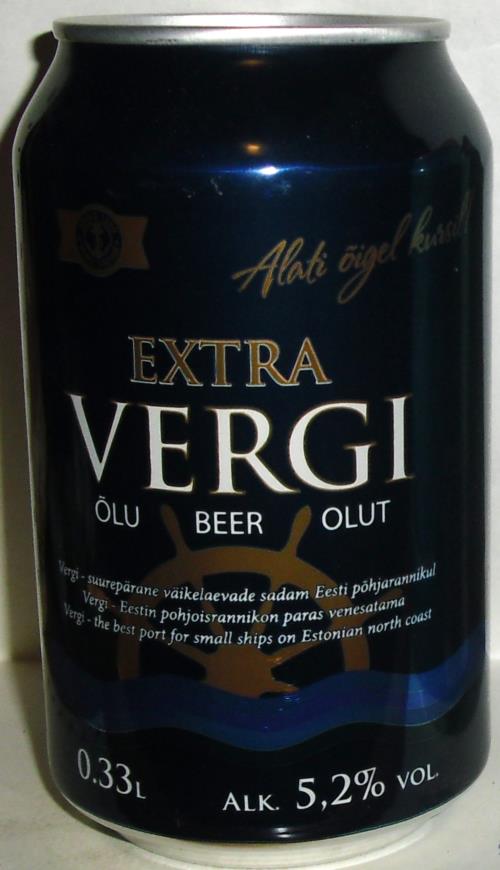 Alati õigel kursil!
EXTRA
VERGI
ÕLU BEER OLUT
Vergi - suurepärane väikelaevade sadam Eesti põhjarannikul
Vergi - Eestin pohjoisrannikon paras venesatama
Vergi - the best port for small ships on Estonian north coast
0.33L
ALK. 5,2% VOL.